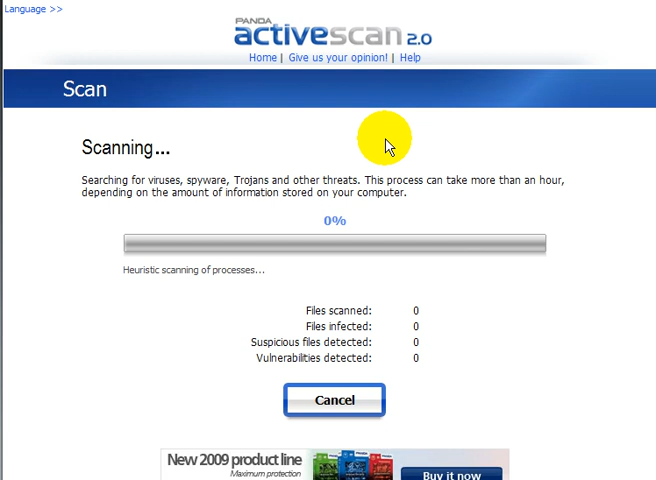 Language >>
PANDA
activescan 2.0
Home | Give us your opinion! | Help
Scan
Scanning...
Searching for viruses, spyware, Trojans and other threats. This process can take more than an hour,
depending on the amount of information stored on your computer.
0%
Heuristic scanning of processes...
Files scanned: 0
Files infected: 0
Suspicious files detected: 0
Vulnerabilities detected: 0
Cancel
New 2009 product line
Maximum protection
Buy it now